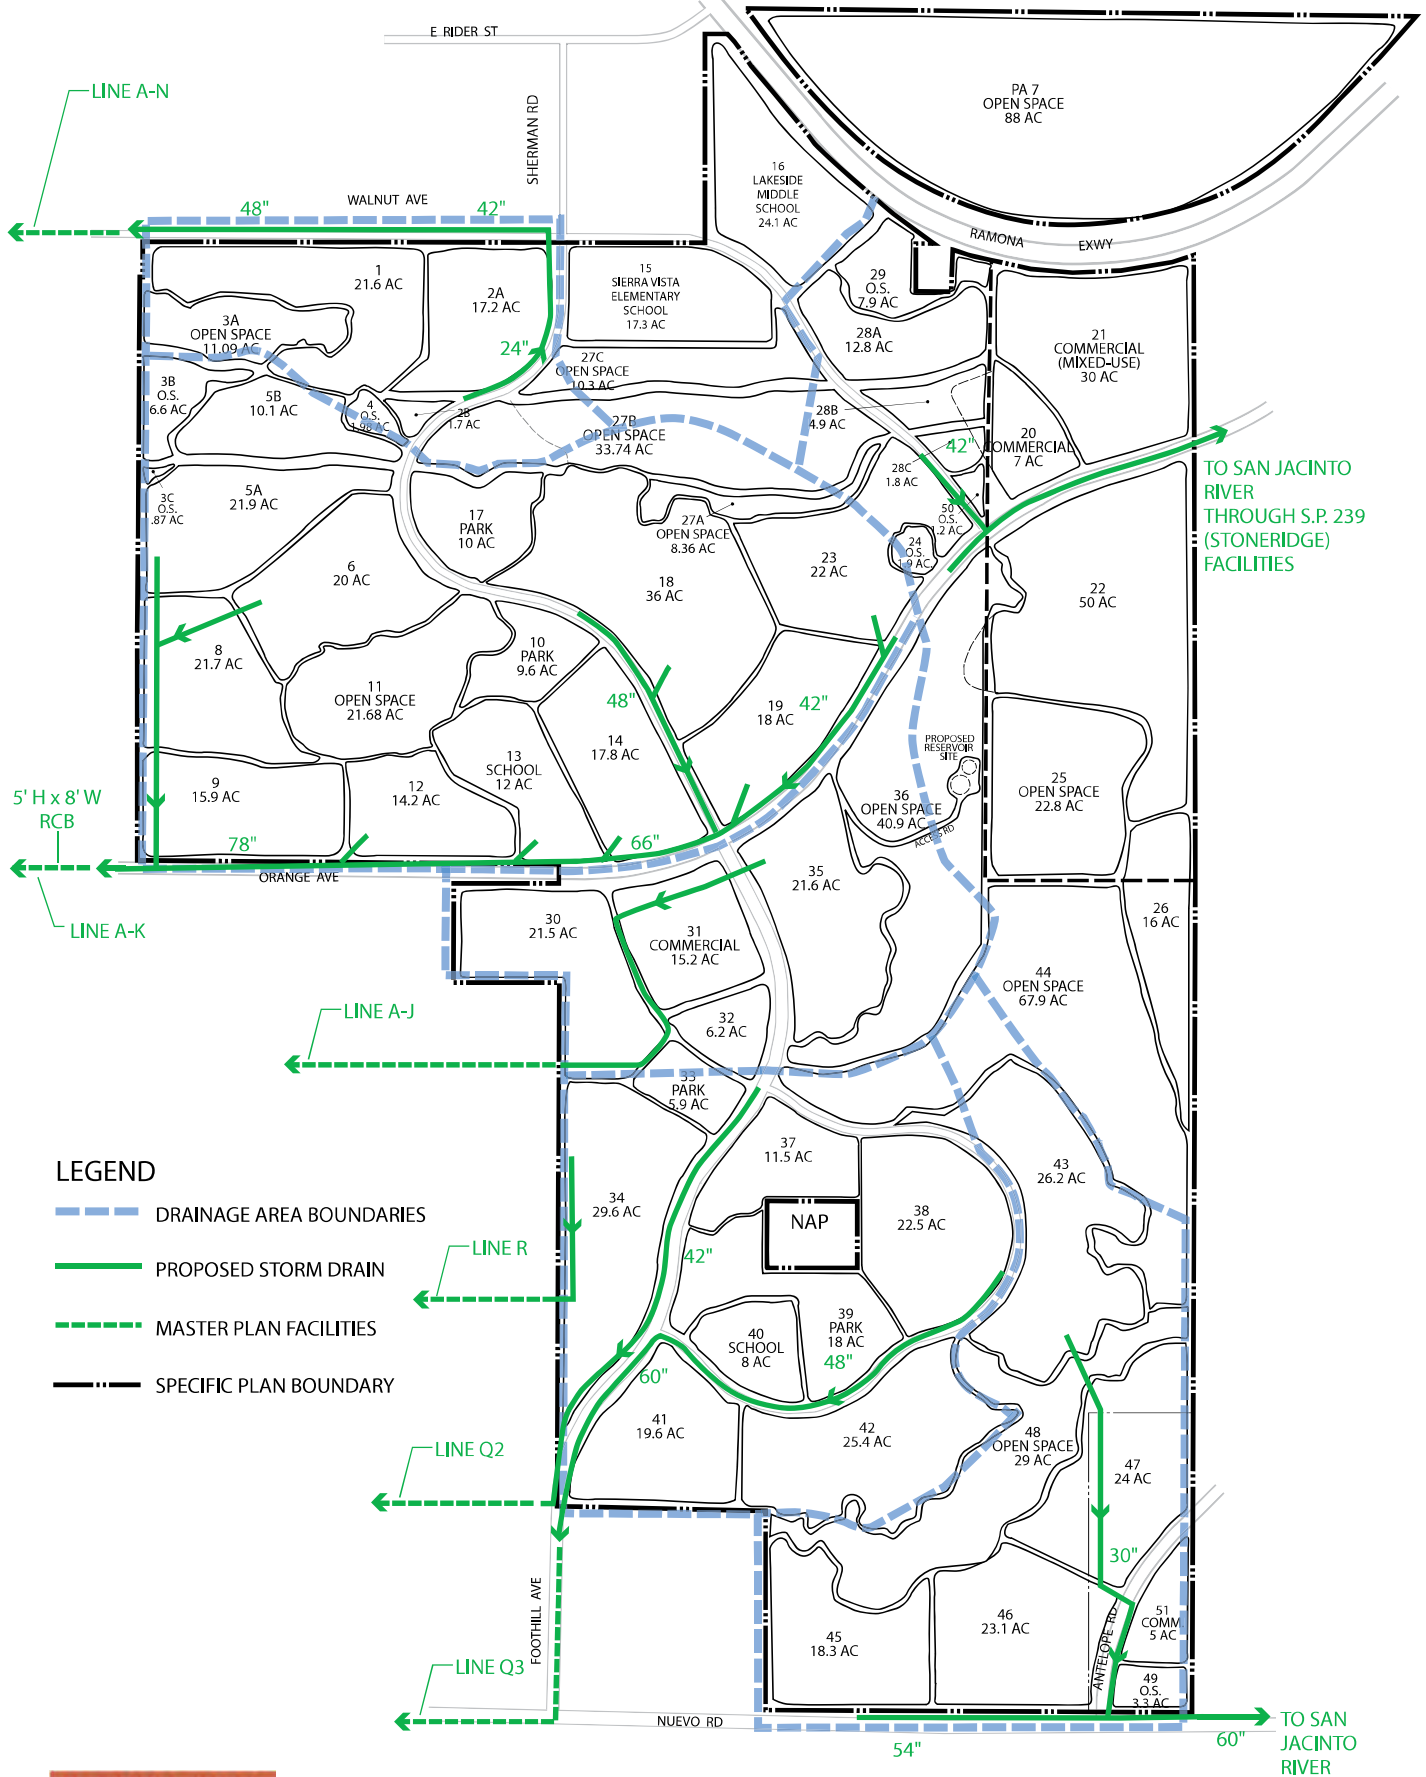 E RIDER ST
PA 7
OPEN SPACE
88 AC
LINE A-N
SHERMAN RD
16
LAKESIDE
MIDDLE
SCHOOL
24.1 AC
WALNUT AVE
48"
42"
RAMONA EXWY
1
21.6 AC
2A
17.2 AC
15
SIERRA VISTA
ELEMENTARY
SCHOOL
17.3 AC
29
O.S.
7.9 AC
3A
OPEN SPACE
11.09 AC
24"
28A
12.8 AC
21
COMMERCIAL
(MIXED-USE)
30 AC
27C
OPEN SPACE
10.3 AC
3B
O.S.
6.6 AC
5B
10.1 AC
4
O.S.
1.98 AC
2B
1.7 AC
27B
OPEN SPACE
33.74 AC
28B
4.9 AC
20
COMMERCIAL
7 AC
42"
28C
1.8 AC
TO SAN JACINTO
RIVER
THROUGH S.P. 239
(STONERIDGE)
FACILITIES
3C
O.S.
.87 AC
5A
21.9 AC
17
PARK
10 AC
27A
OPEN SPACE
8.36 AC
50
O.S.
1.2 AC
24
O.S.
1.9 AC
6
20 AC
18
36 AC
23
22 AC
22
50 AC
8
21.7 AC
10
PARK
9.6 AC
11
OPEN SPACE
21.68 AC
48"
19
18 AC
42"
14
17.8 AC
13
SCHOOL
12 AC
PROPOSED
RESERVOIR
SITE
9
15.9 AC
12
14.2 AC
36
OPEN SPACE
40.9 AC
25
OPEN SPACE
22.8 AC
5' H x 8' W
RCB
78"
66"
ACCESS RD
ORANGE AVE
35
21.6 AC
LINE A-K
30
21.5 AC
31
COMMERCIAL
15.2 AC
26
16 AC
44
OPEN SPACE
67.9 AC
LINE A-J
32
6.2 AC
33
PARK
5.9 AC
37
11.5 AC
43
26.2 AC
LEGEND
DRAINAGE AREA BOUNDARIES
PROPOSED STORM DRAIN
MASTER PLAN FACILITIES
SPECIFIC PLAN BOUNDARY
34
29.6 AC
NAP
38
22.5 AC
LINE R
42"
39
PARK
18 AC
40
SCHOOL
8 AC
48"
60"
41
19.6 AC
42
25.4 AC
48
OPEN SPACE
29 AC
47
24 AC
LINE Q2
30"
FOOTHILL AVE
45
18.3 AC
46
23.1 AC
ANTELOPE RD
51
COMM.
5 AC
49
O.S.
3.3 AC
LINE Q3
NUEVO RD
54"
60"
TO SAN
JACINTO
RIVER